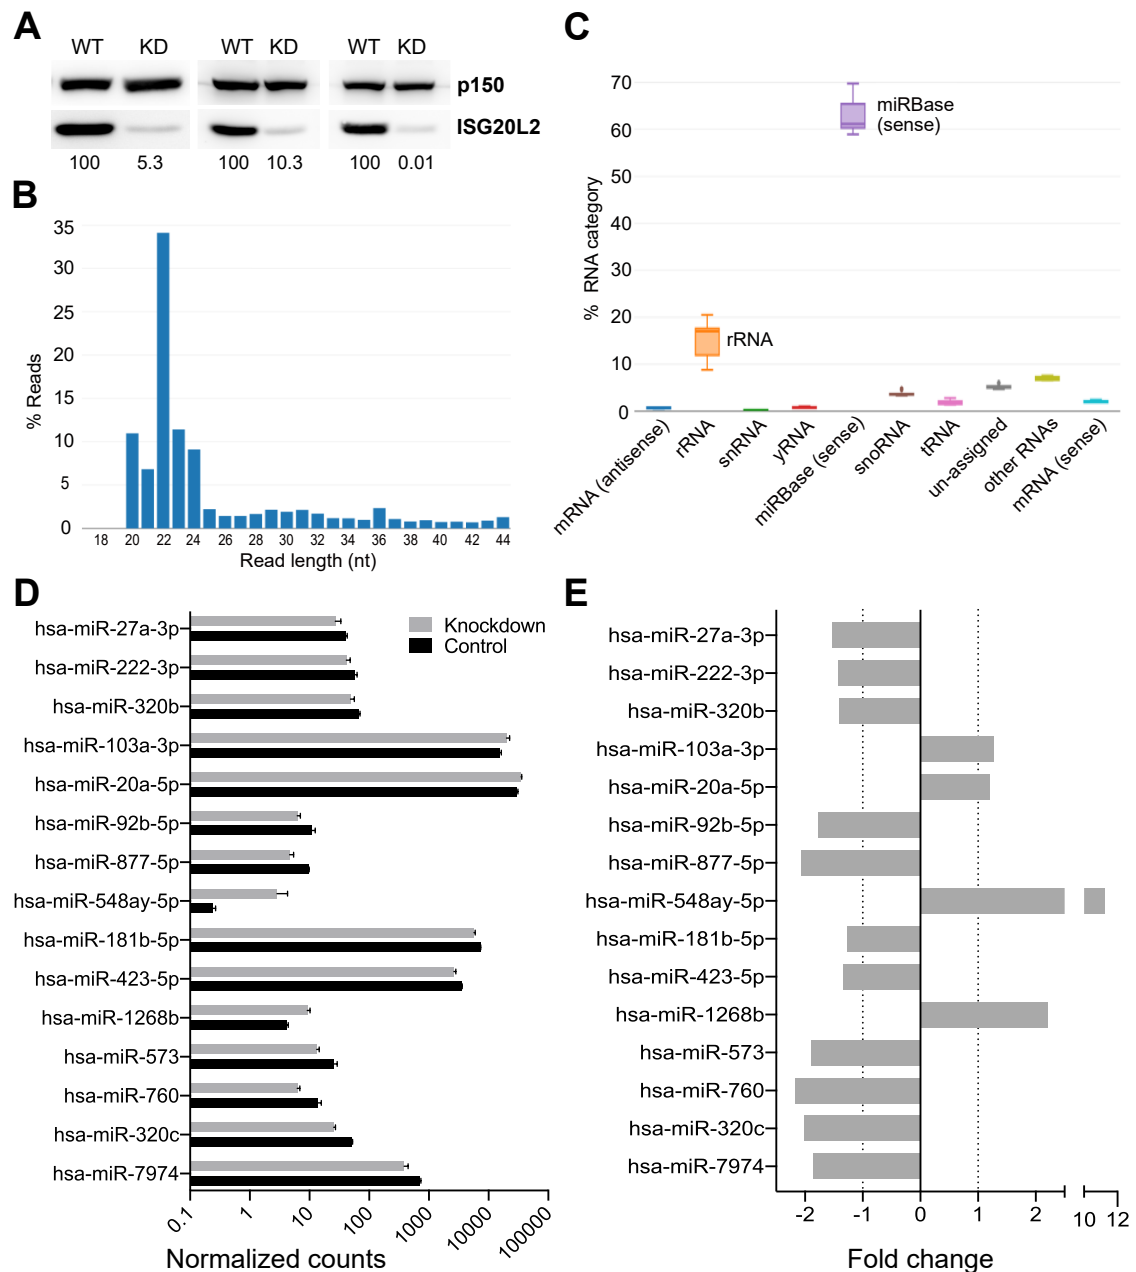 A
WT KD WT KD WT KD
p150
ISG20L2
100 5.3 100 10.3 100 0.01
B
35
30
25
20
15
10
5
0
% Reads
18 20 22 24 26 28 30 32 34 36 38 40 42 44
Read length (nt)
C
70
60
50
40
30
20
10
0
% RNA category
miRBase
(sense)
rRNA
mRNA (antisense)
rRNA
snRNA
yRNA
miRBase (sense)
snoRNA
tRNA
un-assigned
other RNAs
mRNA (sense)
D
Knockdown
Control
hsa-miR-27a-3p
hsa-miR-222-3p
hsa-miR-320b
hsa-miR-103a-3p
hsa-miR-20a-5p
hsa-miR-92b-5p
hsa-miR-877-5p
hsa-miR-548ay-5p
hsa-miR-181b-5p
hsa-miR-423-5p
hsa-miR-1268b
hsa-miR-573
hsa-miR-760
hsa-miR-320c
hsa-miR-7974
0.1 1 10 100 1000 10000 100000
Normalized counts
E
hsa-miR-27a-3p
hsa-miR-222-3p
hsa-miR-320b
hsa-miR-103a-3p
hsa-miR-20a-5p
hsa-miR-92b-5p
hsa-miR-877-5p
hsa-miR-548ay-5p
hsa-miR-181b-5p
hsa-miR-423-5p
hsa-miR-1268b
hsa-miR-573
hsa-miR-760
hsa-miR-320c
hsa-miR-7974
-2 -1 0 1 2 10 12
Fold change